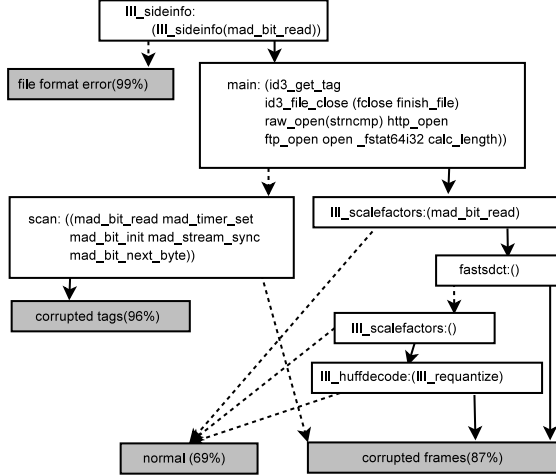 III_sideinfo:
(III_sideinfo(mad_bit_read))
file format error(99%)
main: (id3_get_tag
id3_file_close (fclose finish_file)
raw_open(strncmp) http_open
ftp_open open _fstat64i32 calc_length))
scan: ((mad_bit_read mad_timer_set
mad_bit_init mad_stream_sync
mad_bit_next_byte))
III_scalefactors:(mad_bit_read)
fastsdct:()
corrupted tags(96%)
III_scalefactors:()
III_huffdecode:(III_requantize)
normal (69%)
corrupted frames(87%)